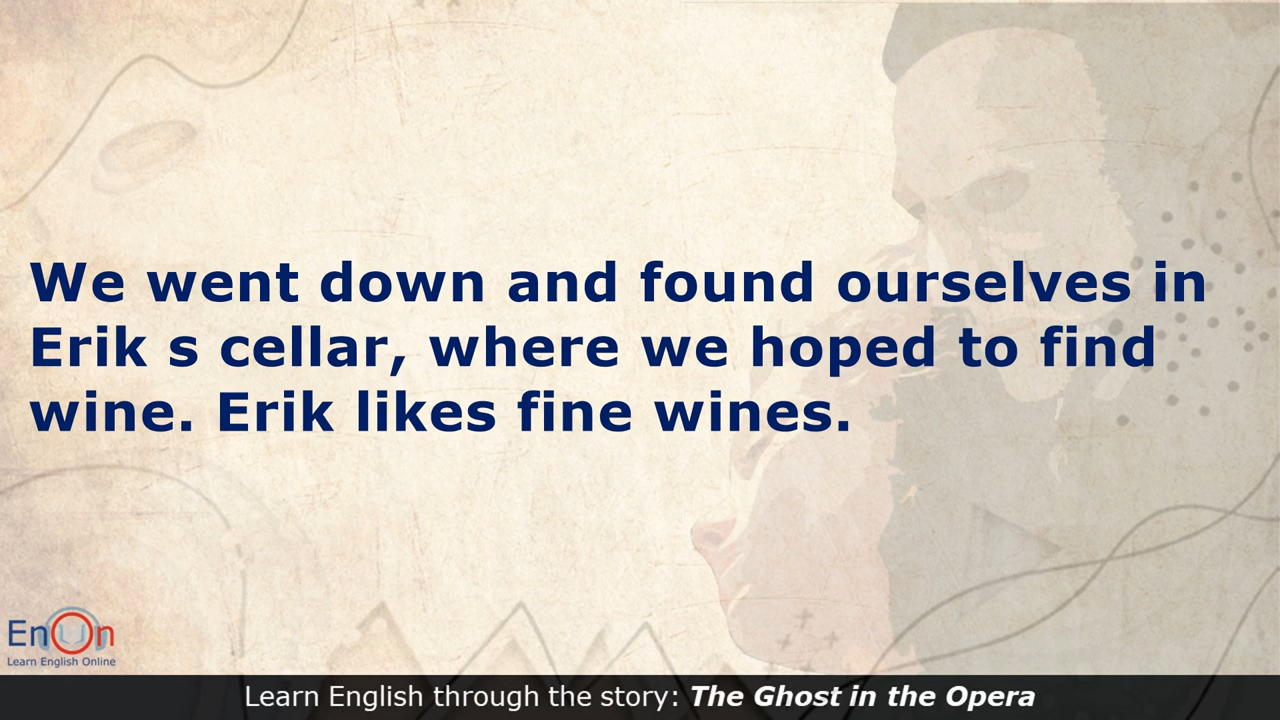 We went down and found ourselves in
Erik s cellar, where we hoped to find
wine. Erik likes fine wines.
EnOn
Learn English Online
Learn English through the story: The Ghost in the Opera